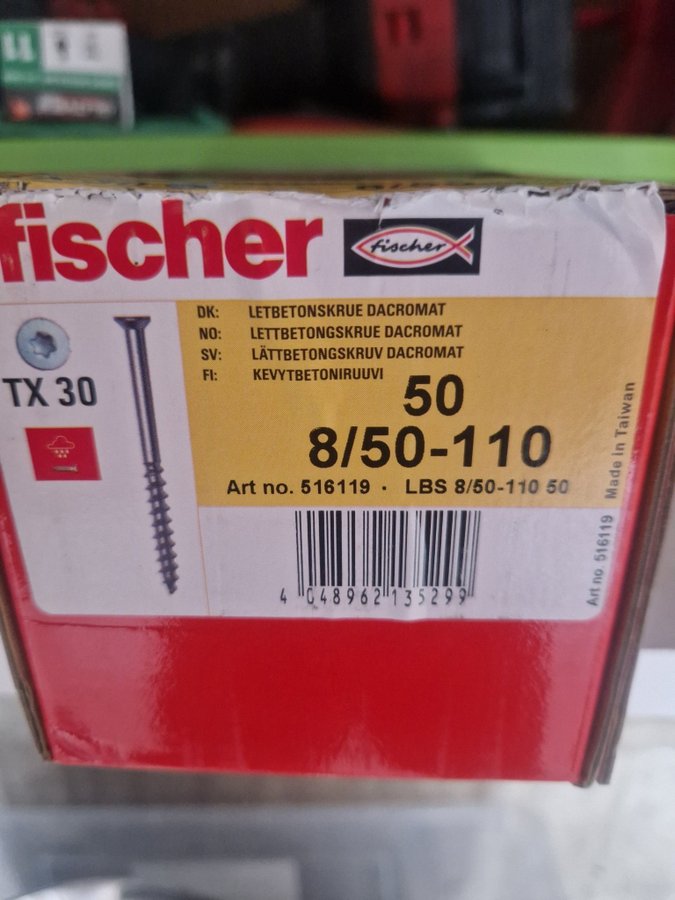 11
fischer
fischer
DK: LETBETONSKRUE DACROMAT
NO: LETTBETONGSKRUE DACROMAT
SV: LÄTTBETONGSKRUV DACROMAT
FI: KEVYTBETONIRUUVI
50
8/50-110
TX 30
Art no. 516119 · LBS 8/50-110 50
4 048962 135299
Art no. 516119 Made in Taiwan